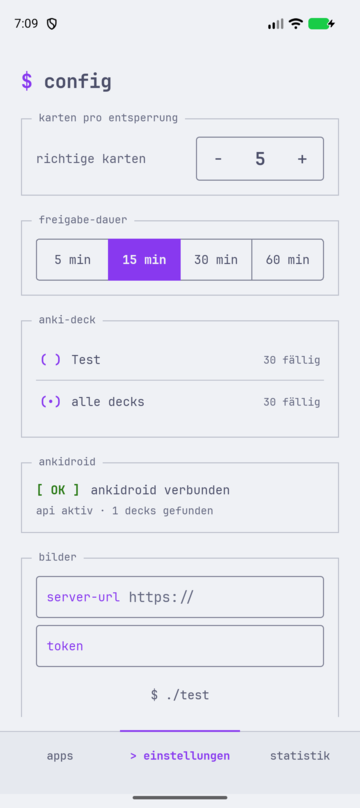 7:09
$ config
karten pro entsperrung
richtige karten - 5 +
freigabe-dauer
5 min 15 min 30 min 60 min
anki-deck
( ) Test 30 fällig
(•) alle decks 30 fällig
ankidroid
[ OK ] ankidroid verbunden
api aktiv · 1 decks gefunden
bilder
server-url https://
token
$ ./test
apps > einstellungen statistik